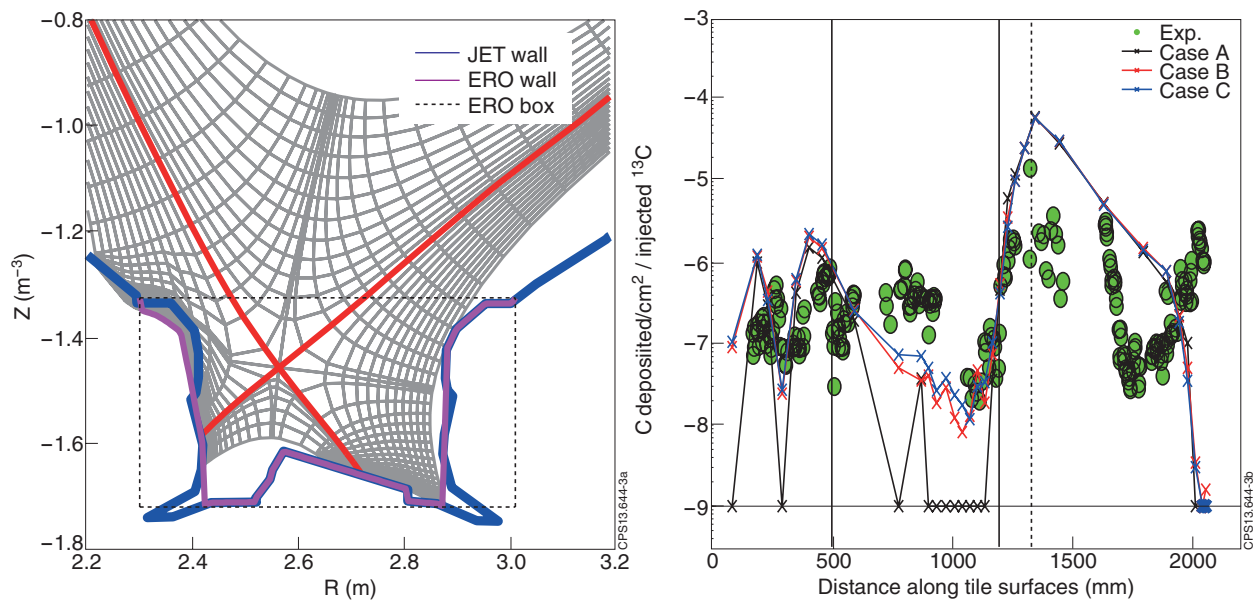 −0.8
−1.0
−1.2
−1.4
−1.6
−1.8
Z (m⁻³)
2.2
2.4
2.6
2.8
3.0
3.2
R (m)
JET wall
ERO wall
ERO box
CPS13.644-3a
−3
−4
−5
−6
−7
−8
−9
C deposiited/cm² / injected ¹³C
0
500
1000
1500
2000
Distance along tile surfaces (mm)
Exp.
Case A
Case B
Case C
CPS13.644-3b